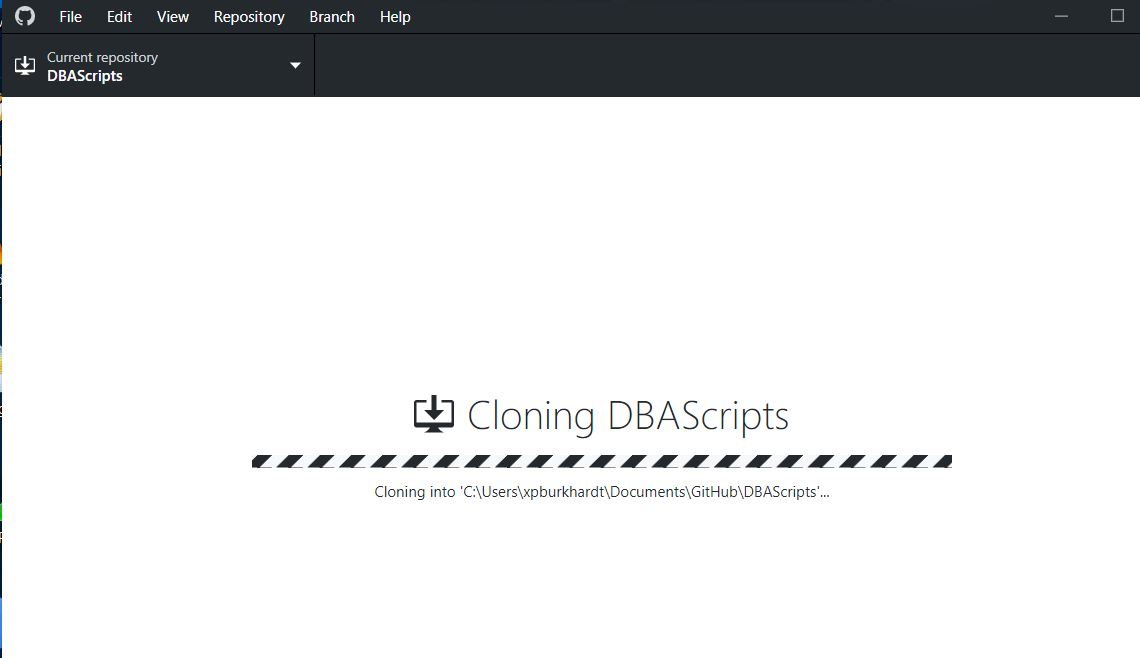 File Edit View Repository Branch Help
Current repository
DBAScripts
Cloning DBAScripts
Cloning into 'C:\Users\xpburkhardt\Documents\GitHub\DBAScripts'...